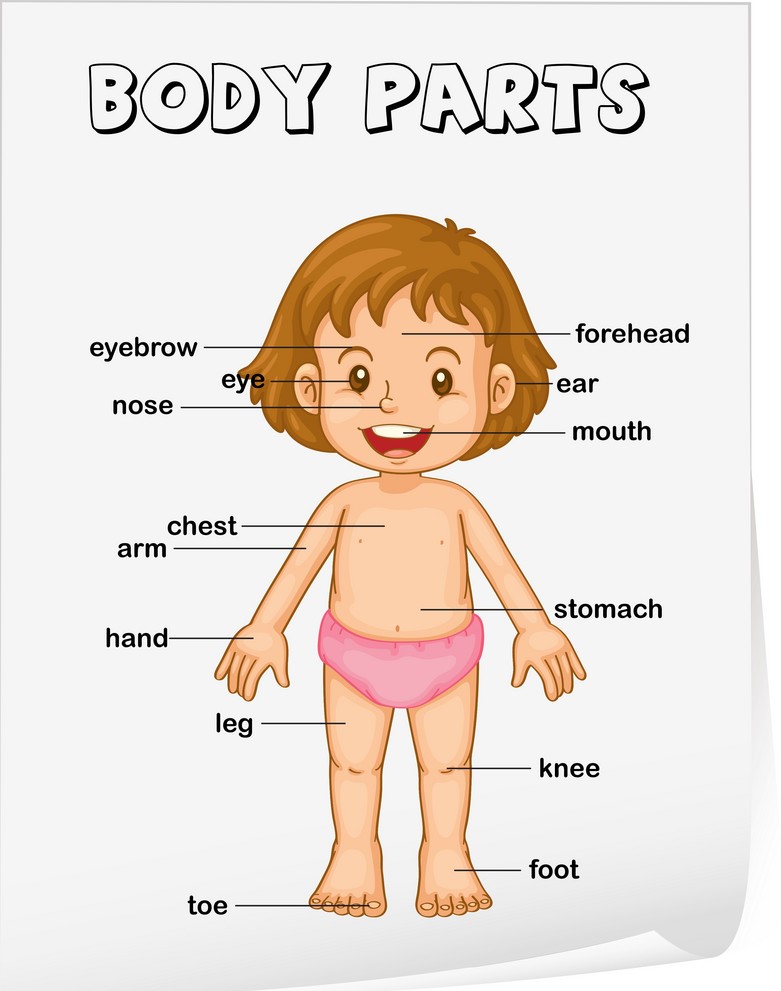 BODY PARTS
forehead
eyebrow
eye
ear
nose
mouth
chest
arm
stomach
hand
leg
knee
foot
toe